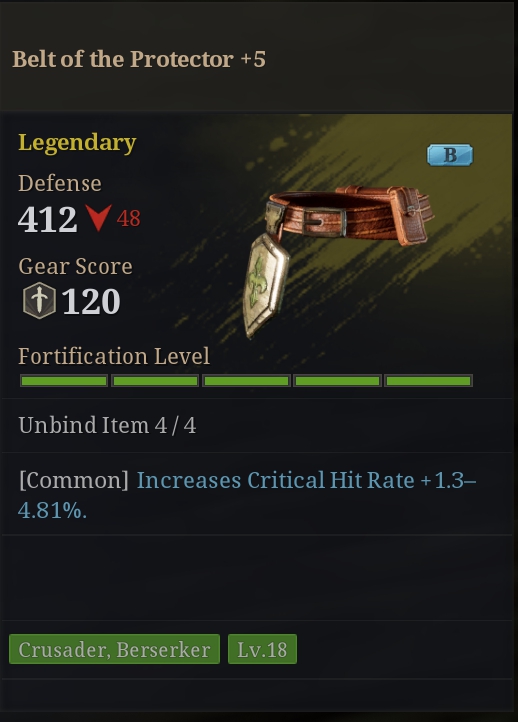 Belt of the Protector +5
Legendary
B
Defense
412 48
Gear Score
120
Fortification Level
Unbind Item 4 / 4
[Common] Increases Critical Hit Rate +1.3–
4.81%.
Crusader, Berserker Lv.18